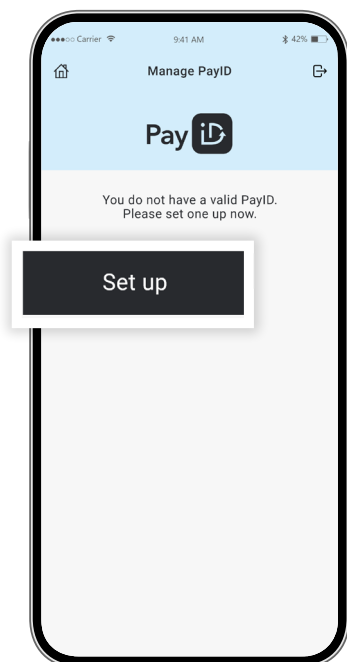 Carrier 9:41 AM 42%
Manage PayID
Pay iD
You do not have a valid PayID.
Please set one up now.
Set up